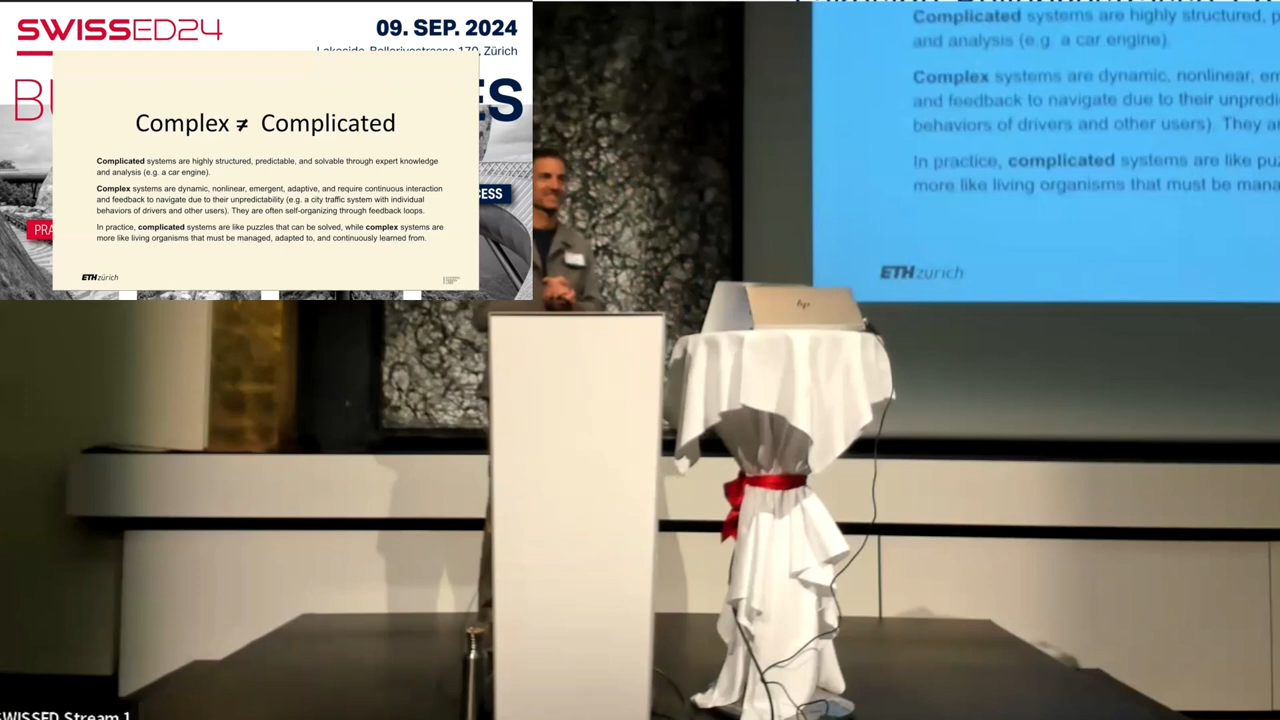 SWISSED24
09. SEP. 2024
Lakeside, Bellerivestrasse 170, Zürich
BU
ES
CESS
PRA
Complex ≠ Complicated
Complicated systems are highly structured, predictable, and solvable through expert knowledge
and analysis (e.g. a car engine).
Complex systems are dynamic, nonlinear, emergent, adaptive, and require continuous interaction
and feedback to navigate due to their unpredictability (e.g. a city traffic system with individual
behaviors of drivers and other users). They are often self-organizing through feedback loops.
In practice, complicated systems are like puzzles that can be solved, while complex systems are
more like living organisms that must be managed, adapted to, and continuously learned from.
ETH zürich
Complicated systems are highly structured, p
and analysis (e.g. a car engine).
Complex systems are dynamic, nonlinear, em
and feedback to navigate due to their unpredi
behaviors of drivers and other users). They ar
In practice, complicated systems are like puz
more like living organisms that must be mana
ETH zürich
hp
SWISSED Stream 1